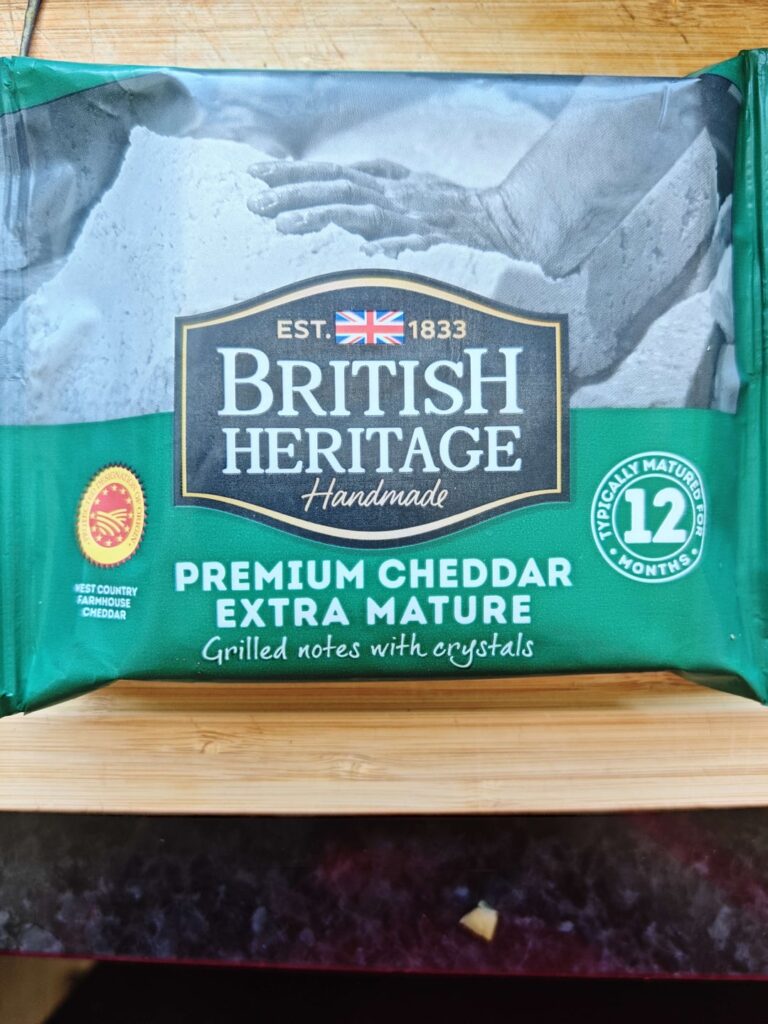 EST. 1833
BRITISH
HERITAGE
Handmade
TYPICALLY MATURED FOR
12
MONTHS
WEST COUNTRY
FARMHOUSE
CHEDDAR
PREMIUM CHEDDAR
EXTRA MATURE
Grilled notes with crystals